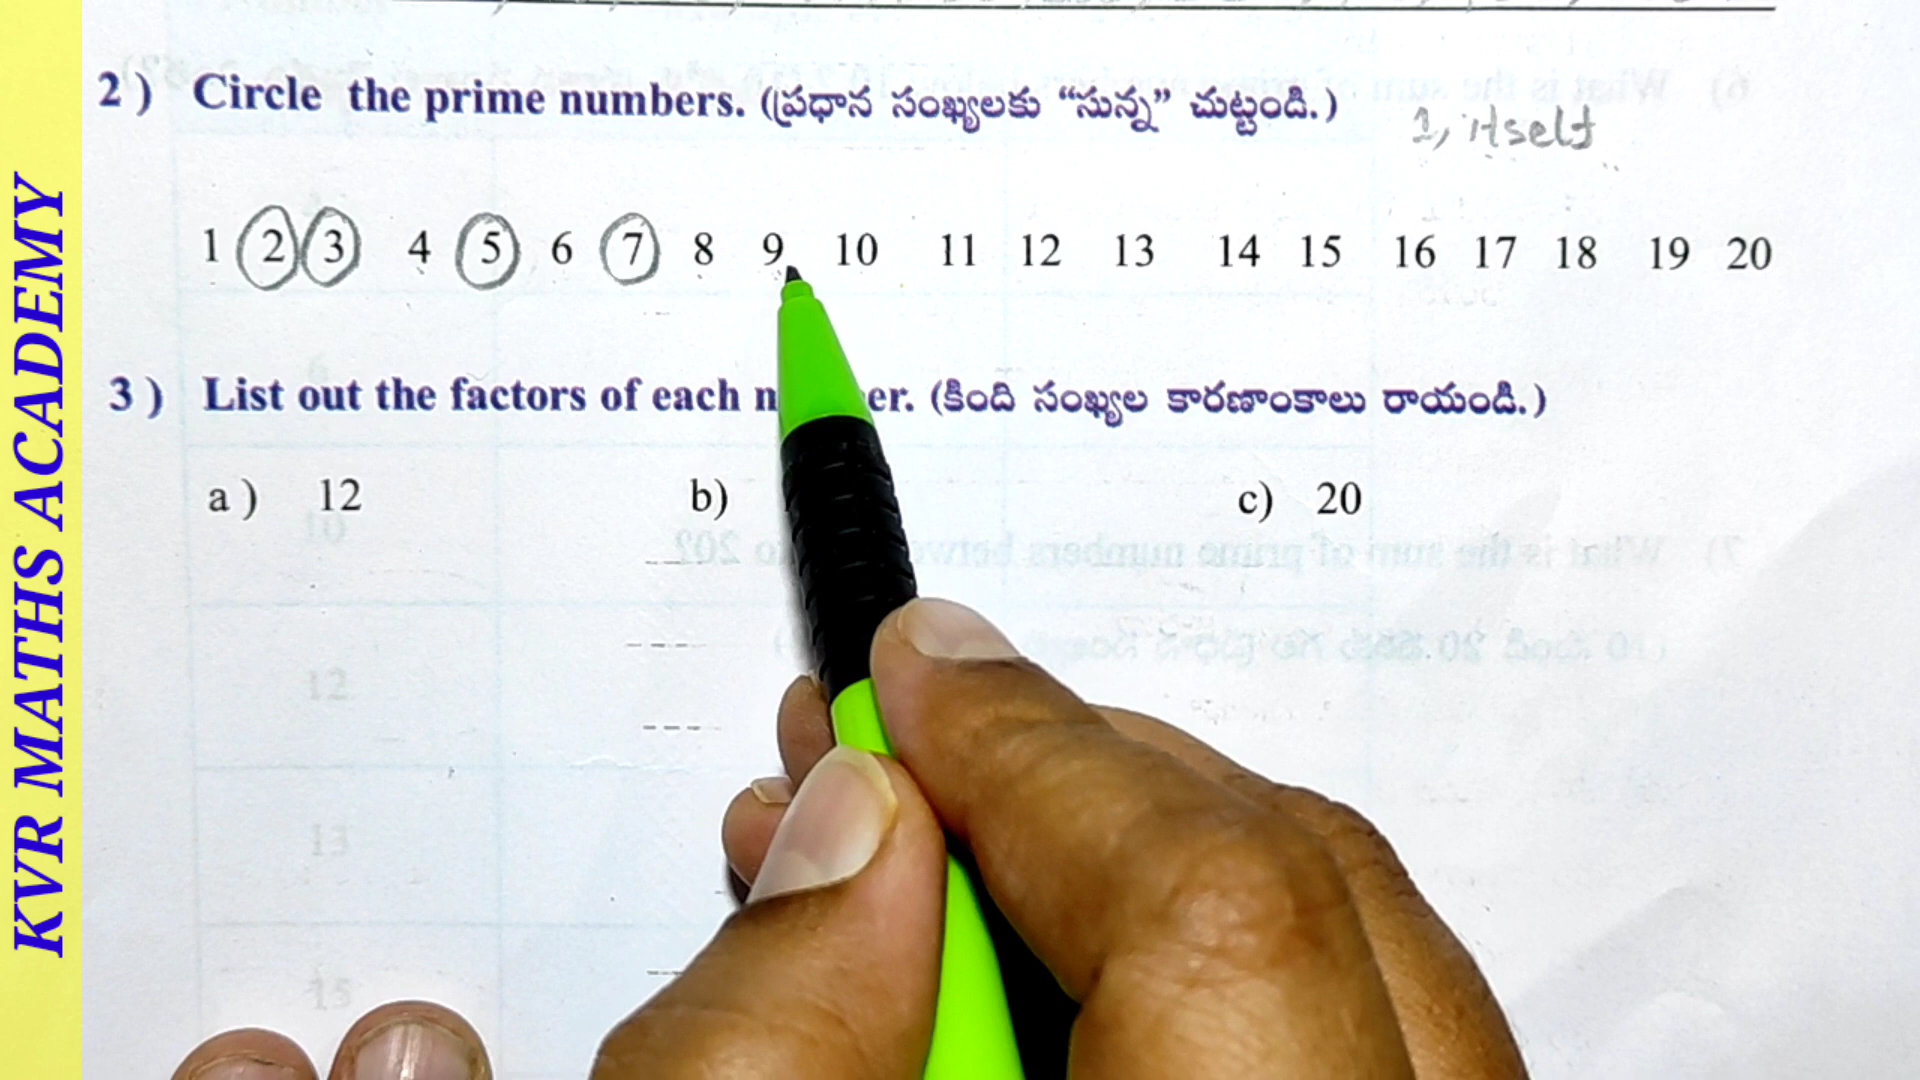 KVR MATHS ACADEMY
2 ) Circle the prime numbers. (ప్రధాన సంఖ్యలకు “సున్న” చుట్టండి.)
1, itself
1 2 3 4 5 6 7 8 9 10 11 12 13 14 15 16 17 18 19 20
3 ) List out the factors of each n er. (కింది సంఖ్యల కారణాంకాలు రాయండి.)
a ) 12 b) c) 20